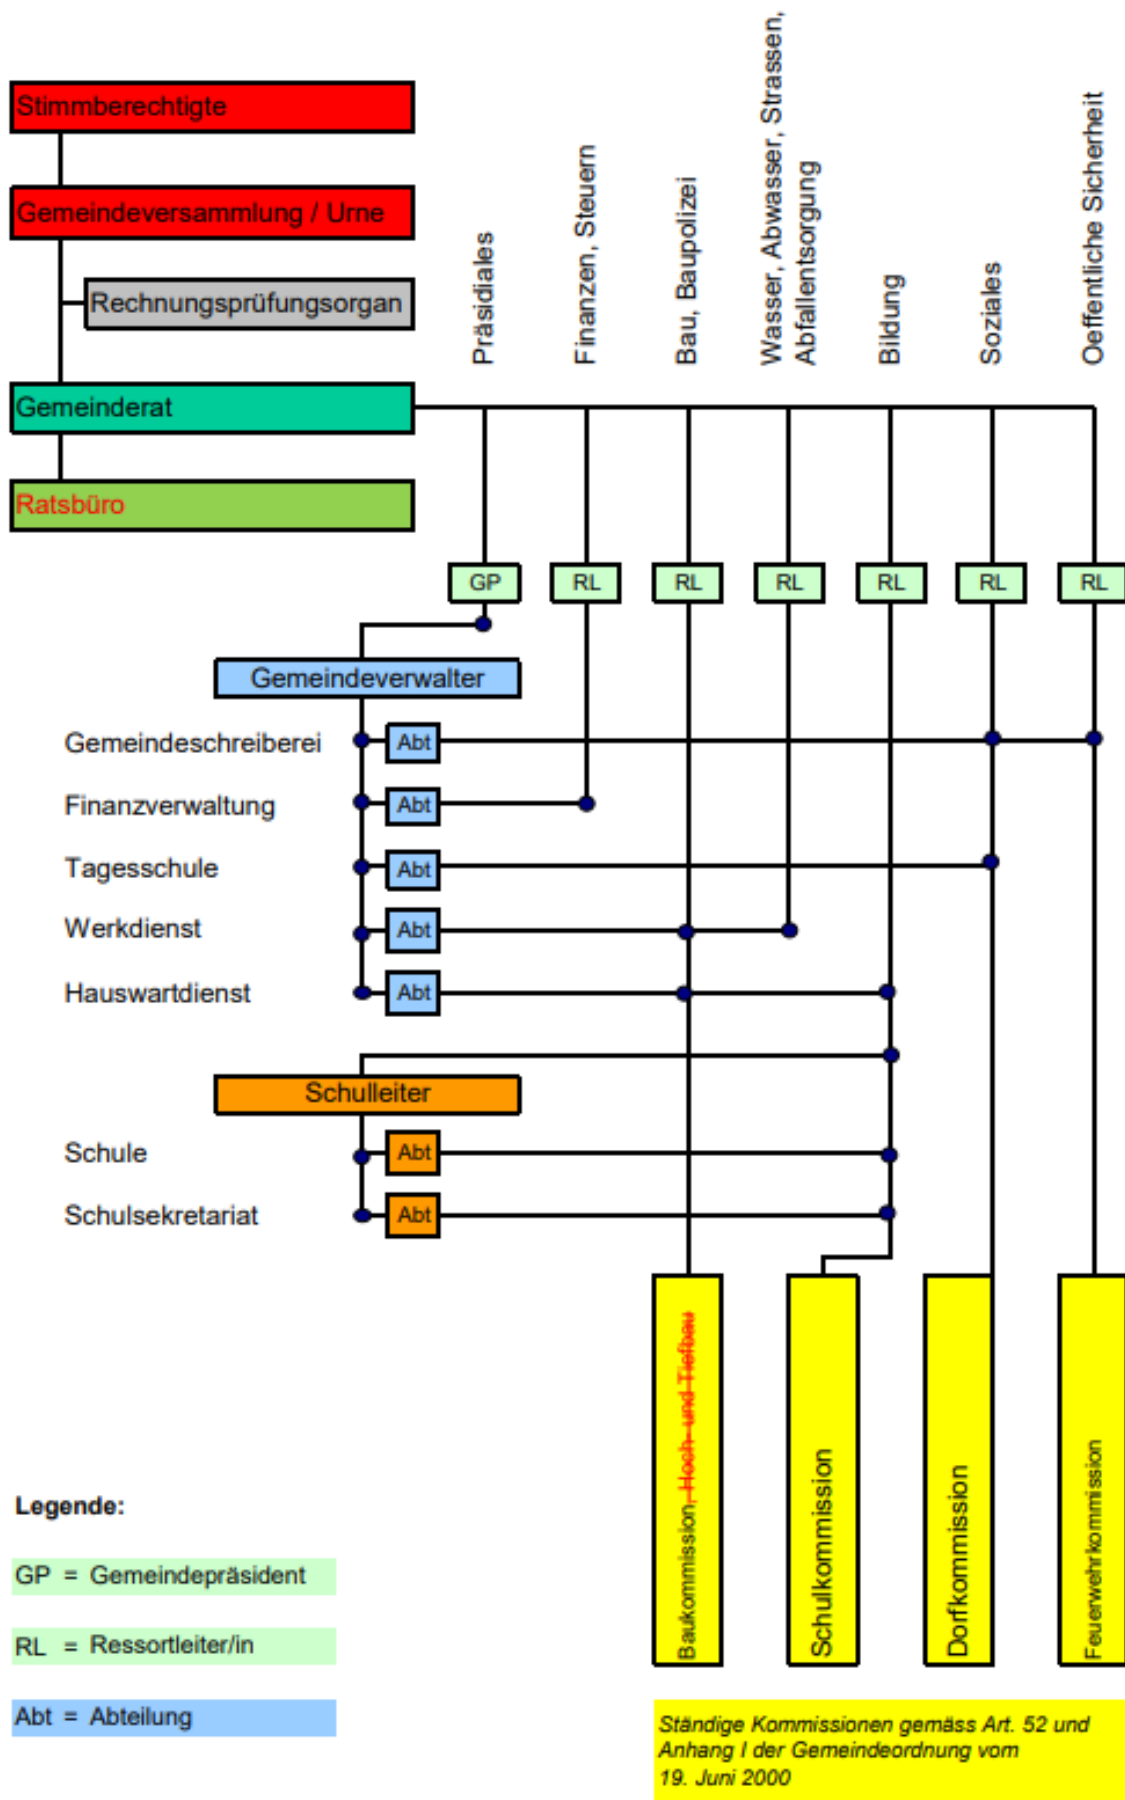 Stimmberechtigte
Gemeindeversammlung / Urne
Rechnungsprüfungsorgan
Gemeinderat
Ratsbüro
Präsidiales
Finanzen, Steuern
Bau, Baupolizei
Wasser, Abwasser, Strassen,
Abfallentsorgung
Bildung
Soziales
Oeffentliche Sicherheit
GP
RL
RL
RL
RL
RL
RL
Gemeindeverwalter
Gemeindeschreiberei
Abt
Finanzverwaltung
Abt
Tagesschule
Abt
Werkdienst
Abt
Hauswartdienst
Abt
Schulleiter
Schule
Abt
Schulsekretariat
Abt
Baukommission, Hoch- und Tiefbau
Schulkommission
Dorfkommission
Feuerwehrkommission
Legende:
GP = Gemeindepräsident
RL = Ressortleiter/in
Abt = Abteilung
Ständige Kommissionen gemäss Art. 52 und
Anhang I der Gemeindeordnung vom
19. Juni 2000